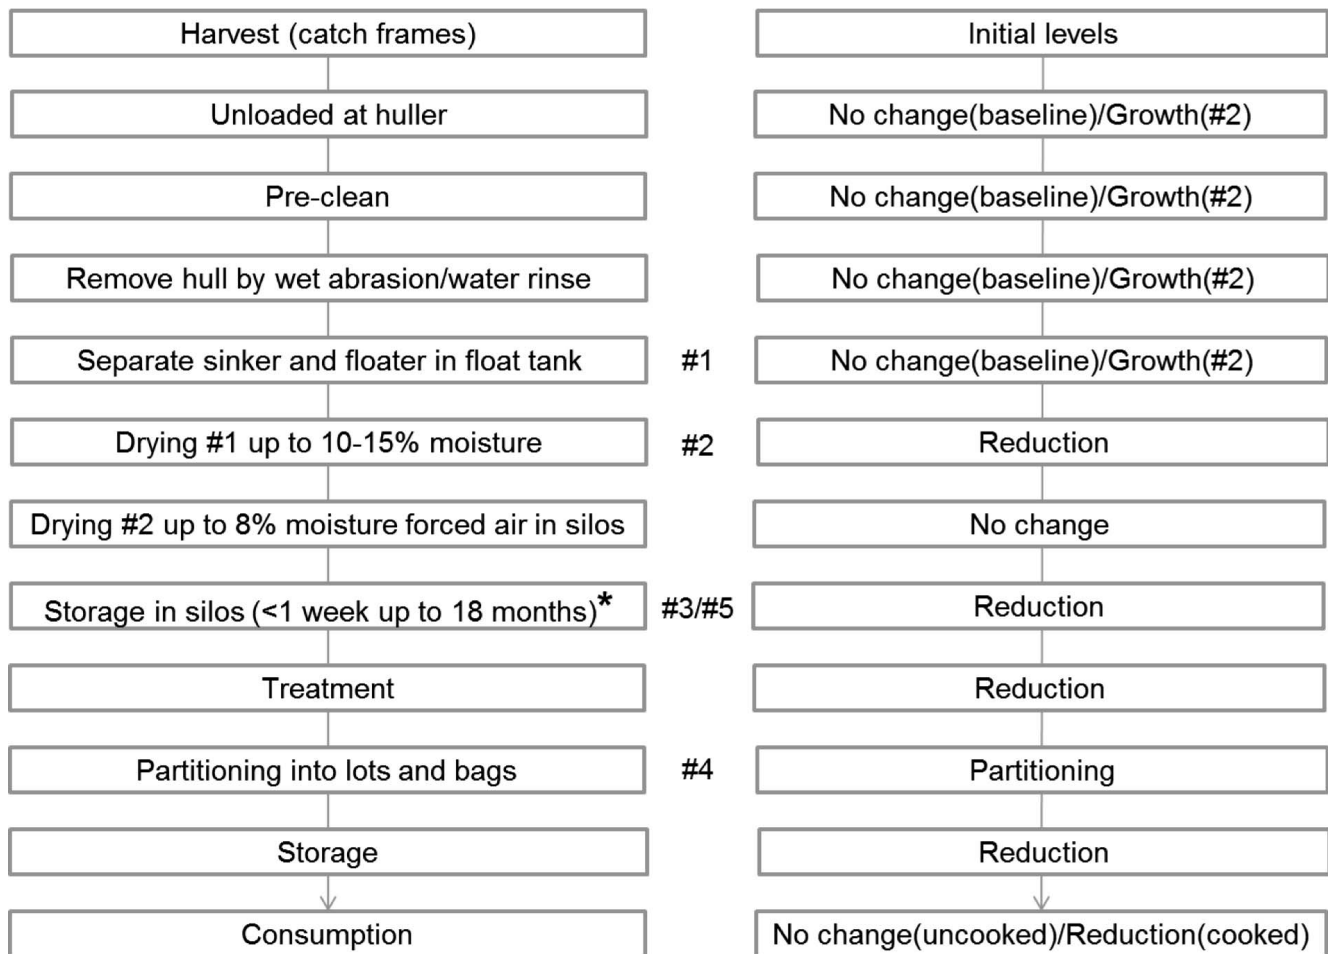 Harvest (catch frames)
Initial levels
Unloaded at huller
No change(baseline)/Growth(#2)
Pre-clean
No change(baseline)/Growth(#2)
Remove hull by wet abrasion/water rinse
No change(baseline)/Growth(#2)
Separate sinker and floater in float tank
#1
No change(baseline)/Growth(#2)
Drying #1 up to 10-15% moisture
#2
Reduction
Drying #2 up to 8% moisture forced air in silos
No change
Storage in silos (<1 week up to 18 months)*
#3/#5
Reduction
Treatment
Reduction
Partitioning into lots and bags
#4
Partitioning
Storage
Reduction
Consumption
No change(uncooked)/Reduction(cooked)